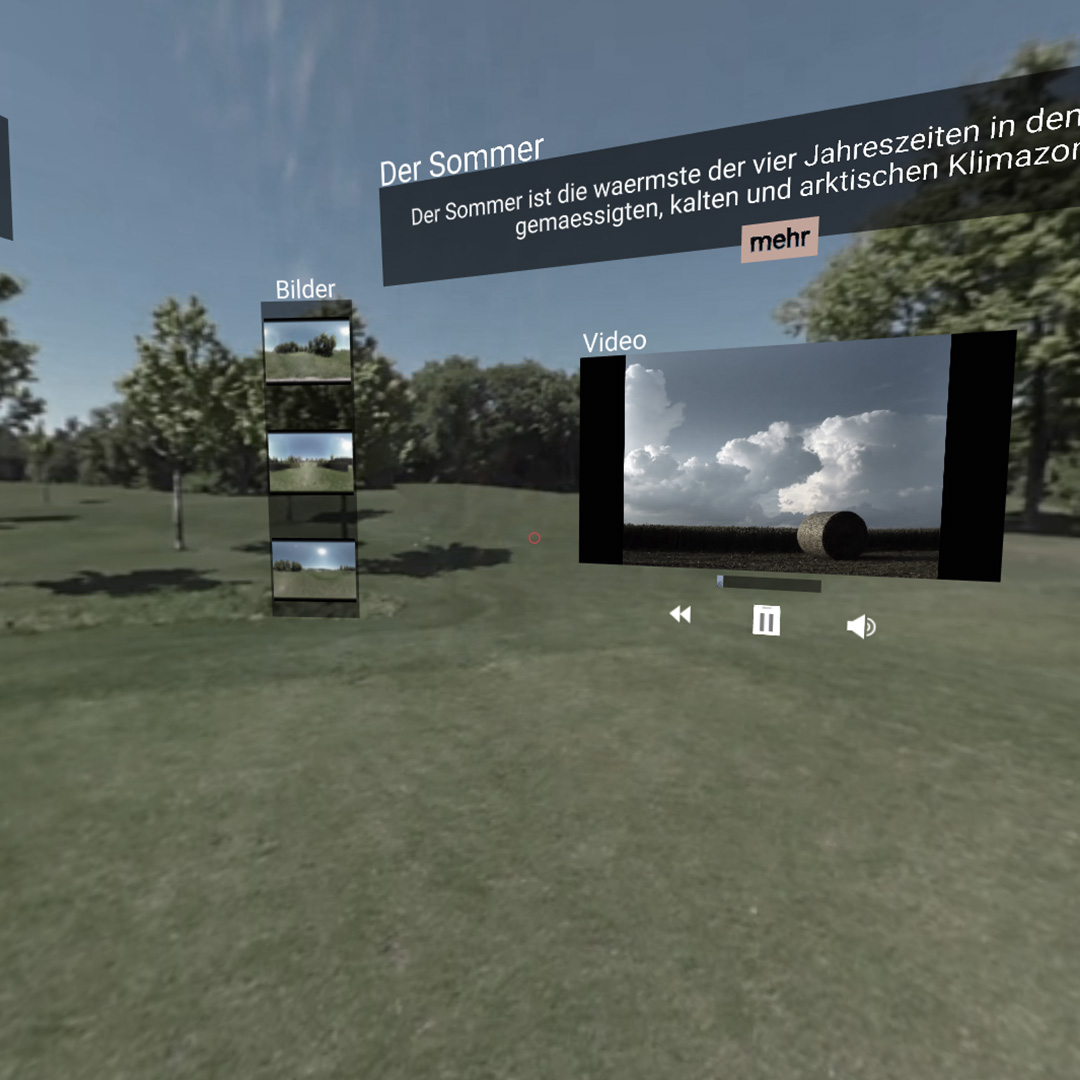 Der Sommer
Der Sommer ist die waermste der vier Jahreszeiten in den
gemaessigten, kalten und arktischen
mehr
Bilder
Video